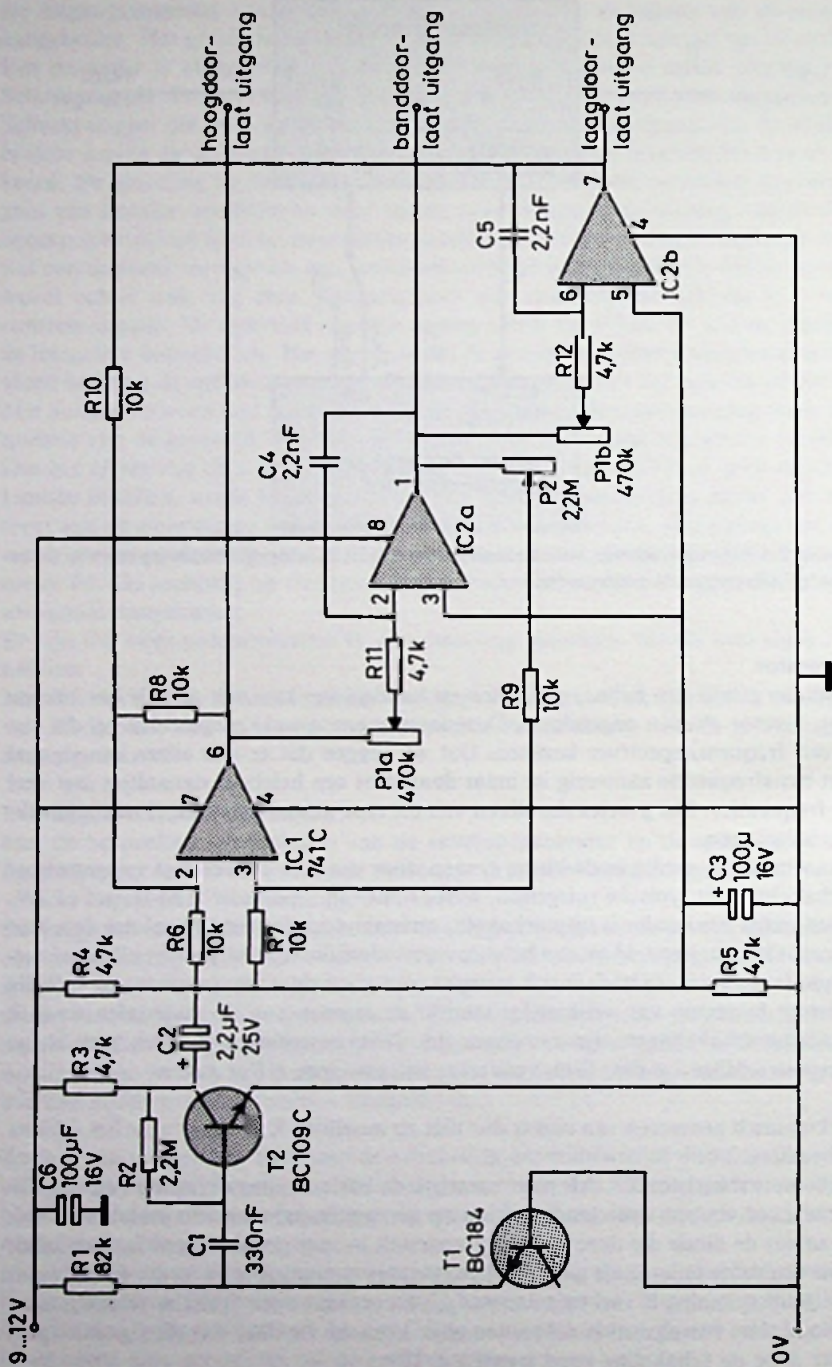 9...12V
R1
82k
C6
100µF
16V
R2
2,2M
R3
4,7k
R4
4,7k
C1
330nF
T2
BC109C
C2
+
2,2µF
25V
R6
10k
R7
10k
2
3
7
4
6
IC1
741C
R8
10k
R10
10k
hoogdoor-
laat uitgang
P1a
470k
R11
4,7k
2
3
8
1
IC2a
C4
2,2nF
banddoor-
laat uitgang
R9
10k
P2
2,2M
P1b
470k
R12
4,7k
6
5
7
4
IC2b
C5
2,2nF
laagdoor-
laat uitgang
T1
BC184
R5
4,7k
+
C3
100µ
16V
0V